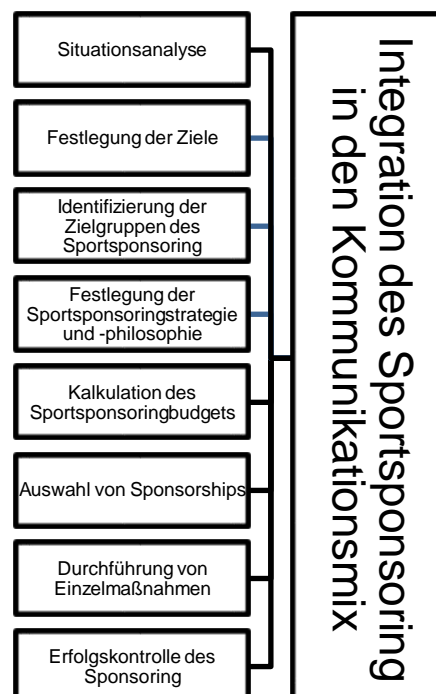 Situationsanalyse
Festlegung der Ziele
Identifizierung der
Zielgruppen des
Sportsponsoring
Festlegung der
Sportsponsoringstrategie
und -philosophie
Kalkulation des
Sportsponsoringbudgets
Auswahl von Sponsorships
Durchführung von
Einzelmaßnahmen
Erfolgskontrolle des
Sponsoring
Integration des Sportsponsoring
in den Kommunikationsmix